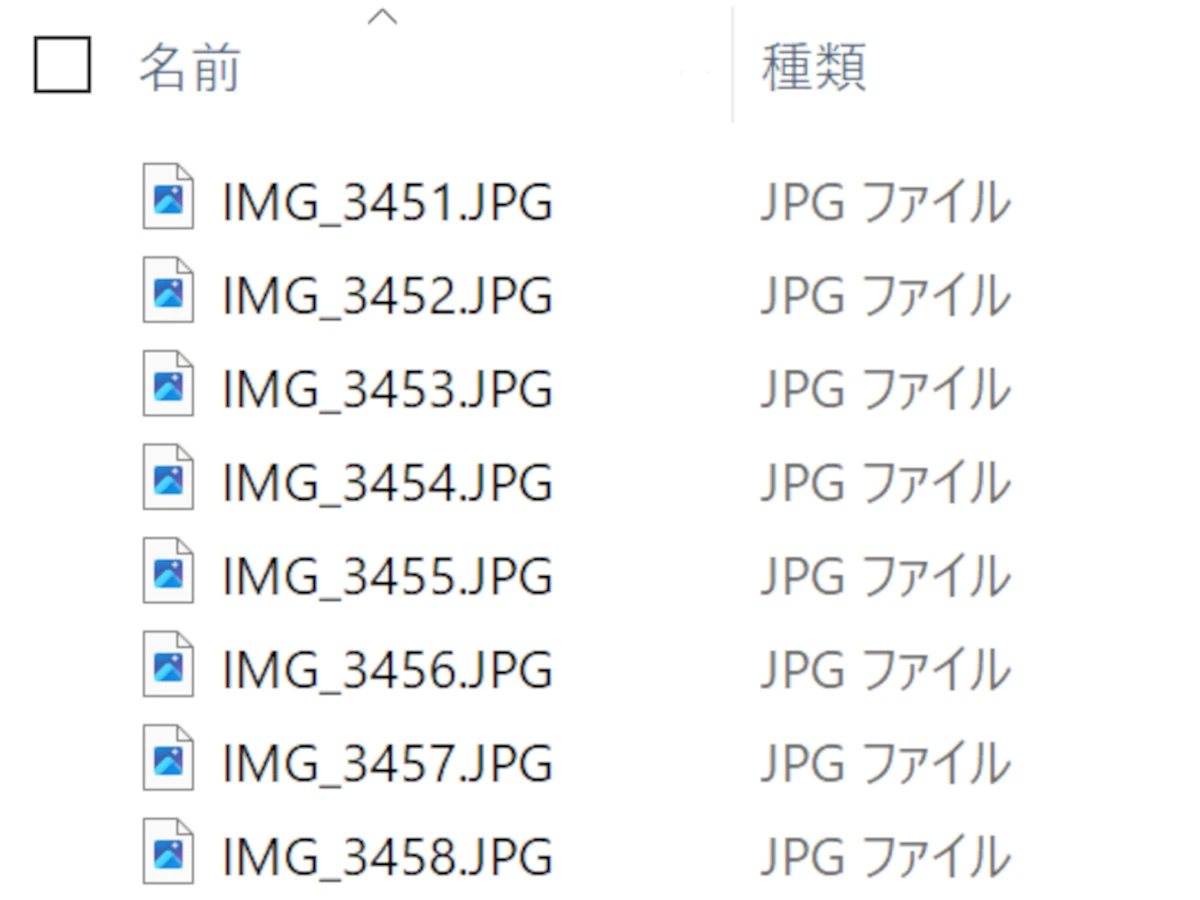 名前 種類
IMG_3451.JPG JPG ファイル
IMG_3452.JPG JPG ファイル
IMG_3453.JPG JPG ファイル
IMG_3454.JPG JPG ファイル
IMG_3455.JPG JPG ファイル
IMG_3456.JPG JPG ファイル
IMG_3457.JPG JPG ファイル
IMG_3458.JPG JPG ファイル